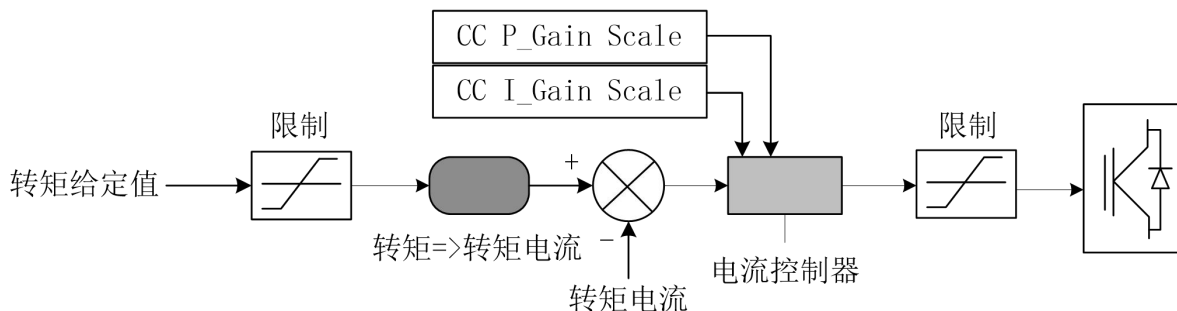 CC P_Gain Scale
CC I_Gain Scale
限制
限制
转矩给定值
+
转矩=>转矩电流
-
电流控制器
转矩电流